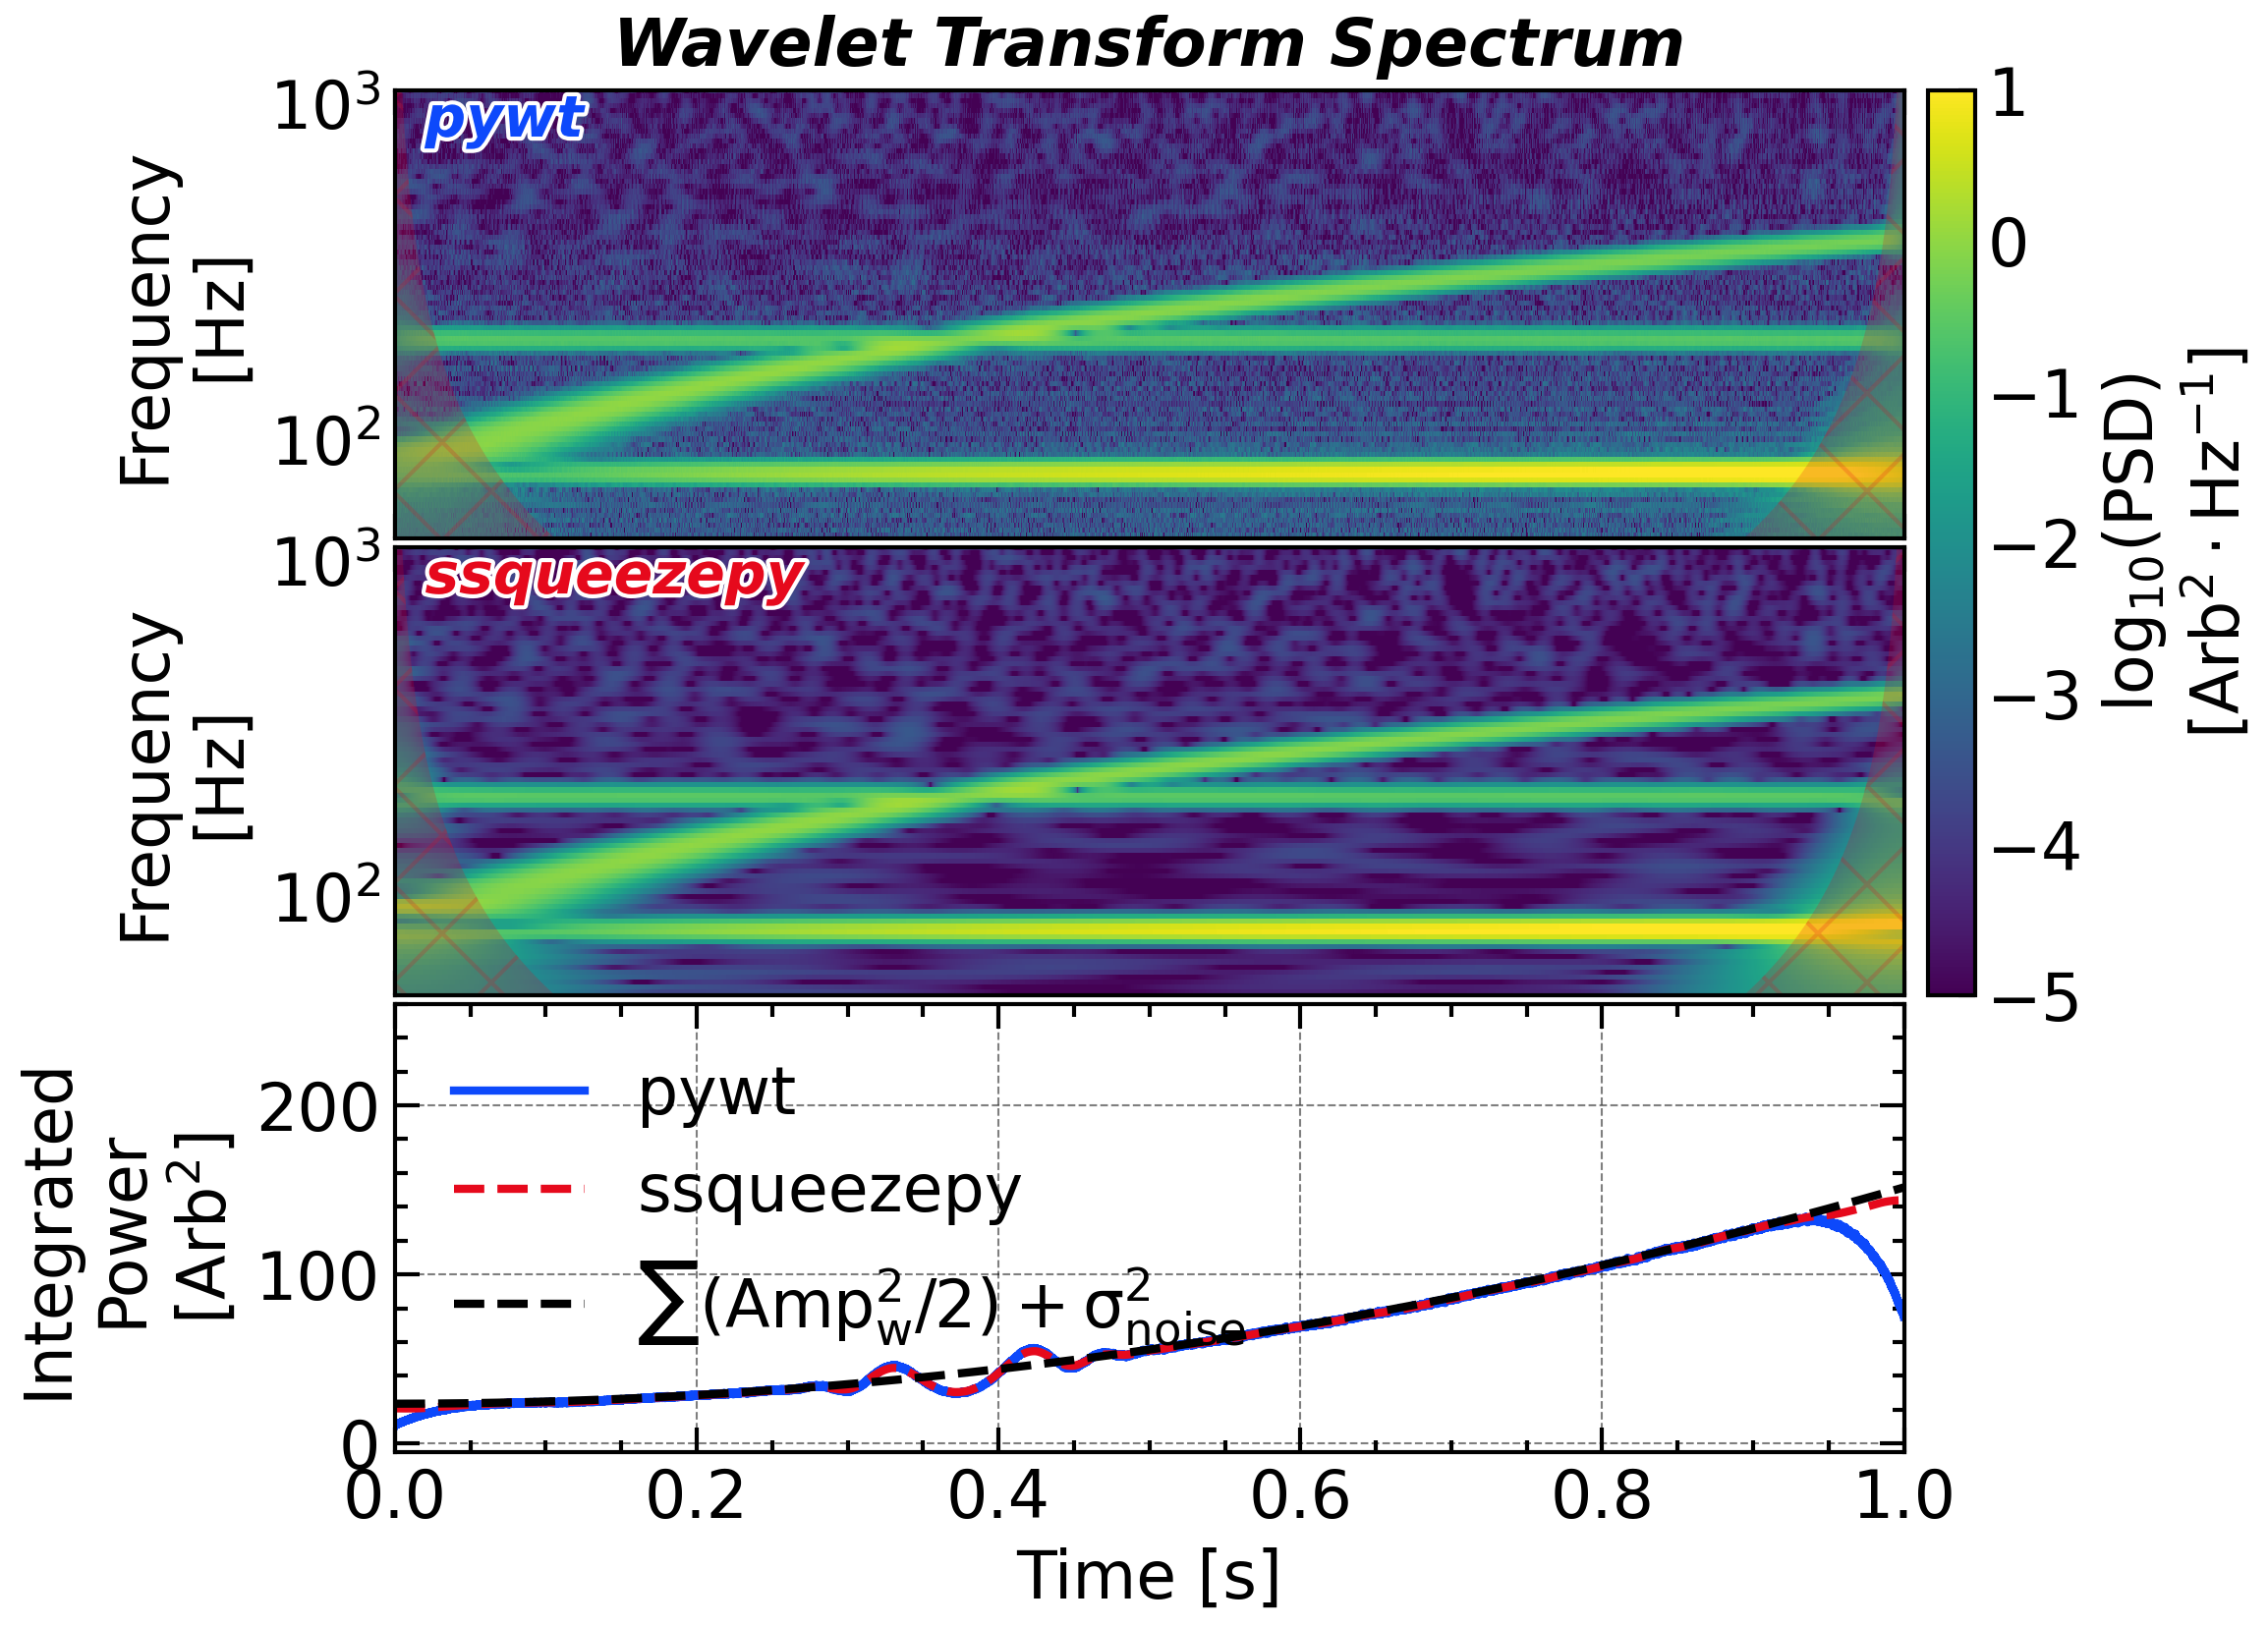 Wavelet Transform Spectrum
pywt
Frequency
[Hz]
10³
10²
ssqueezepy
Frequency
[Hz]
10³
10²
1
0
−1
−2
−3
−4
−5
log₁₀(PSD)
[Arb² · Hz⁻¹]
Integrated
Power
[Arb²]
200
100
0
pywt
ssqueezepy
∑(Amp²_w/2) + σ²_noise
0.0 0.2 0.4 0.6 0.8 1.0
Time [s]